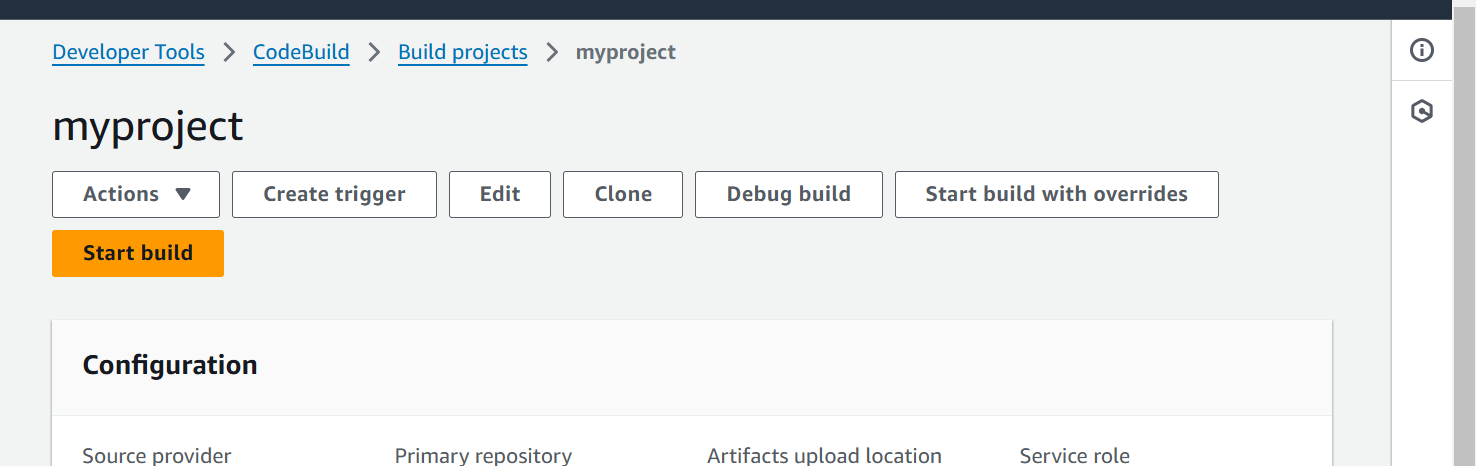 Developer Tools > CodeBuild > Build projects > myproject
myproject
Actions Create trigger Edit Clone Debug build Start build with overrides
Start build
Configuration
Source provider Primary repository Artifacts upload location Service role